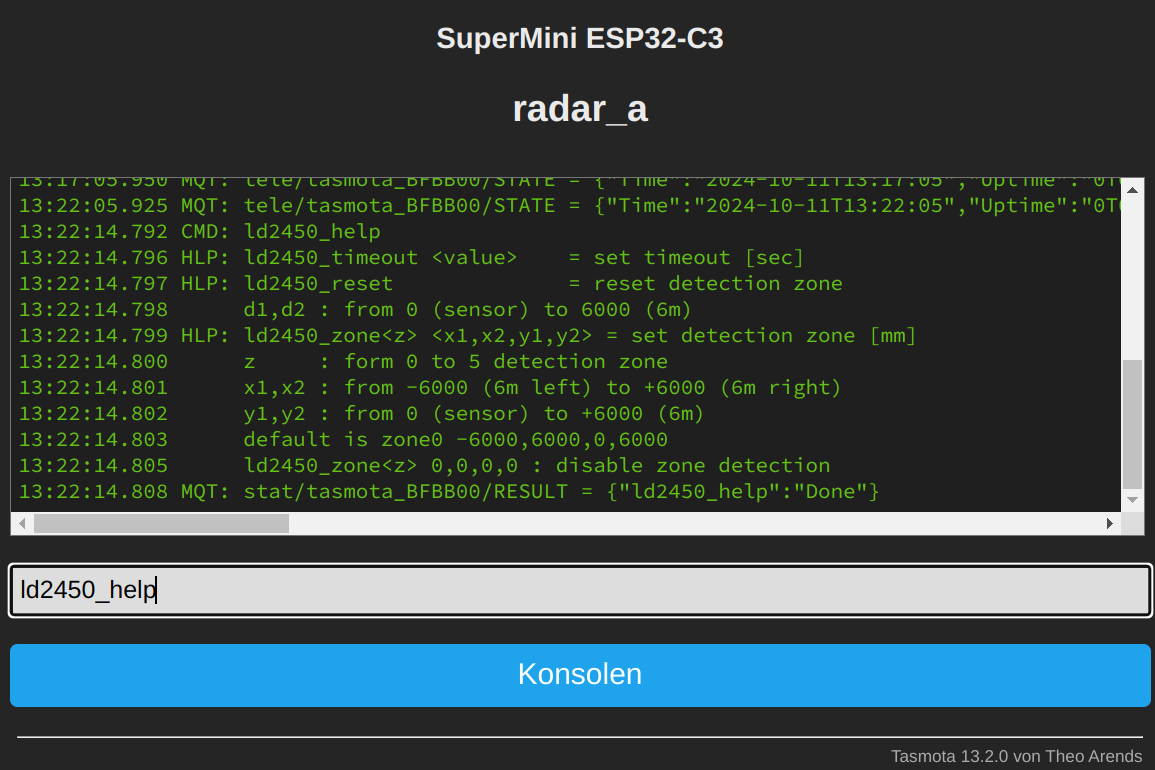 SuperMini ESP32-C3
radar_a
13:17:05.950 MQT: tele/tasmota_BFBB00/STATE = {"Time":"2024-10-11T13:17:05","Uptime":"0T
13:22:05.925 MQT: tele/tasmota_BFBB00/STATE = {"Time":"2024-10-11T13:22:05","Uptime":"0T
13:22:14.792 CMD: ld2450_help
13:22:14.796 HLP: ld2450_timeout <value>    = set timeout [sec]
13:22:14.797 HLP: ld2450_reset              = reset detection zone
13:22:14.798      d1,d2 : from 0 (sensor) to 6000 (6m)
13:22:14.799 HLP: ld2450_zone<z> <x1,x2,y1,y2> = set detection zone [mm]
13:22:14.800      z     : form 0 to 5 detection zone
13:22:14.801      x1,x2 : from -6000 (6m left) to +6000 (6m right)
13:22:14.802      y1,y2 : from 0 (sensor) to +6000 (6m)
13:22:14.803      default is zone0 -6000,6000,0,6000
13:22:14.805      ld2450_zone<z> 0,0,0,0 : disable zone detection
13:22:14.808 MQT: stat/tasmota_BFBB00/RESULT = {"ld2450_help":"Done"}
ld2450_help
Konsolen
Tasmota 13.2.0 von Theo Arends